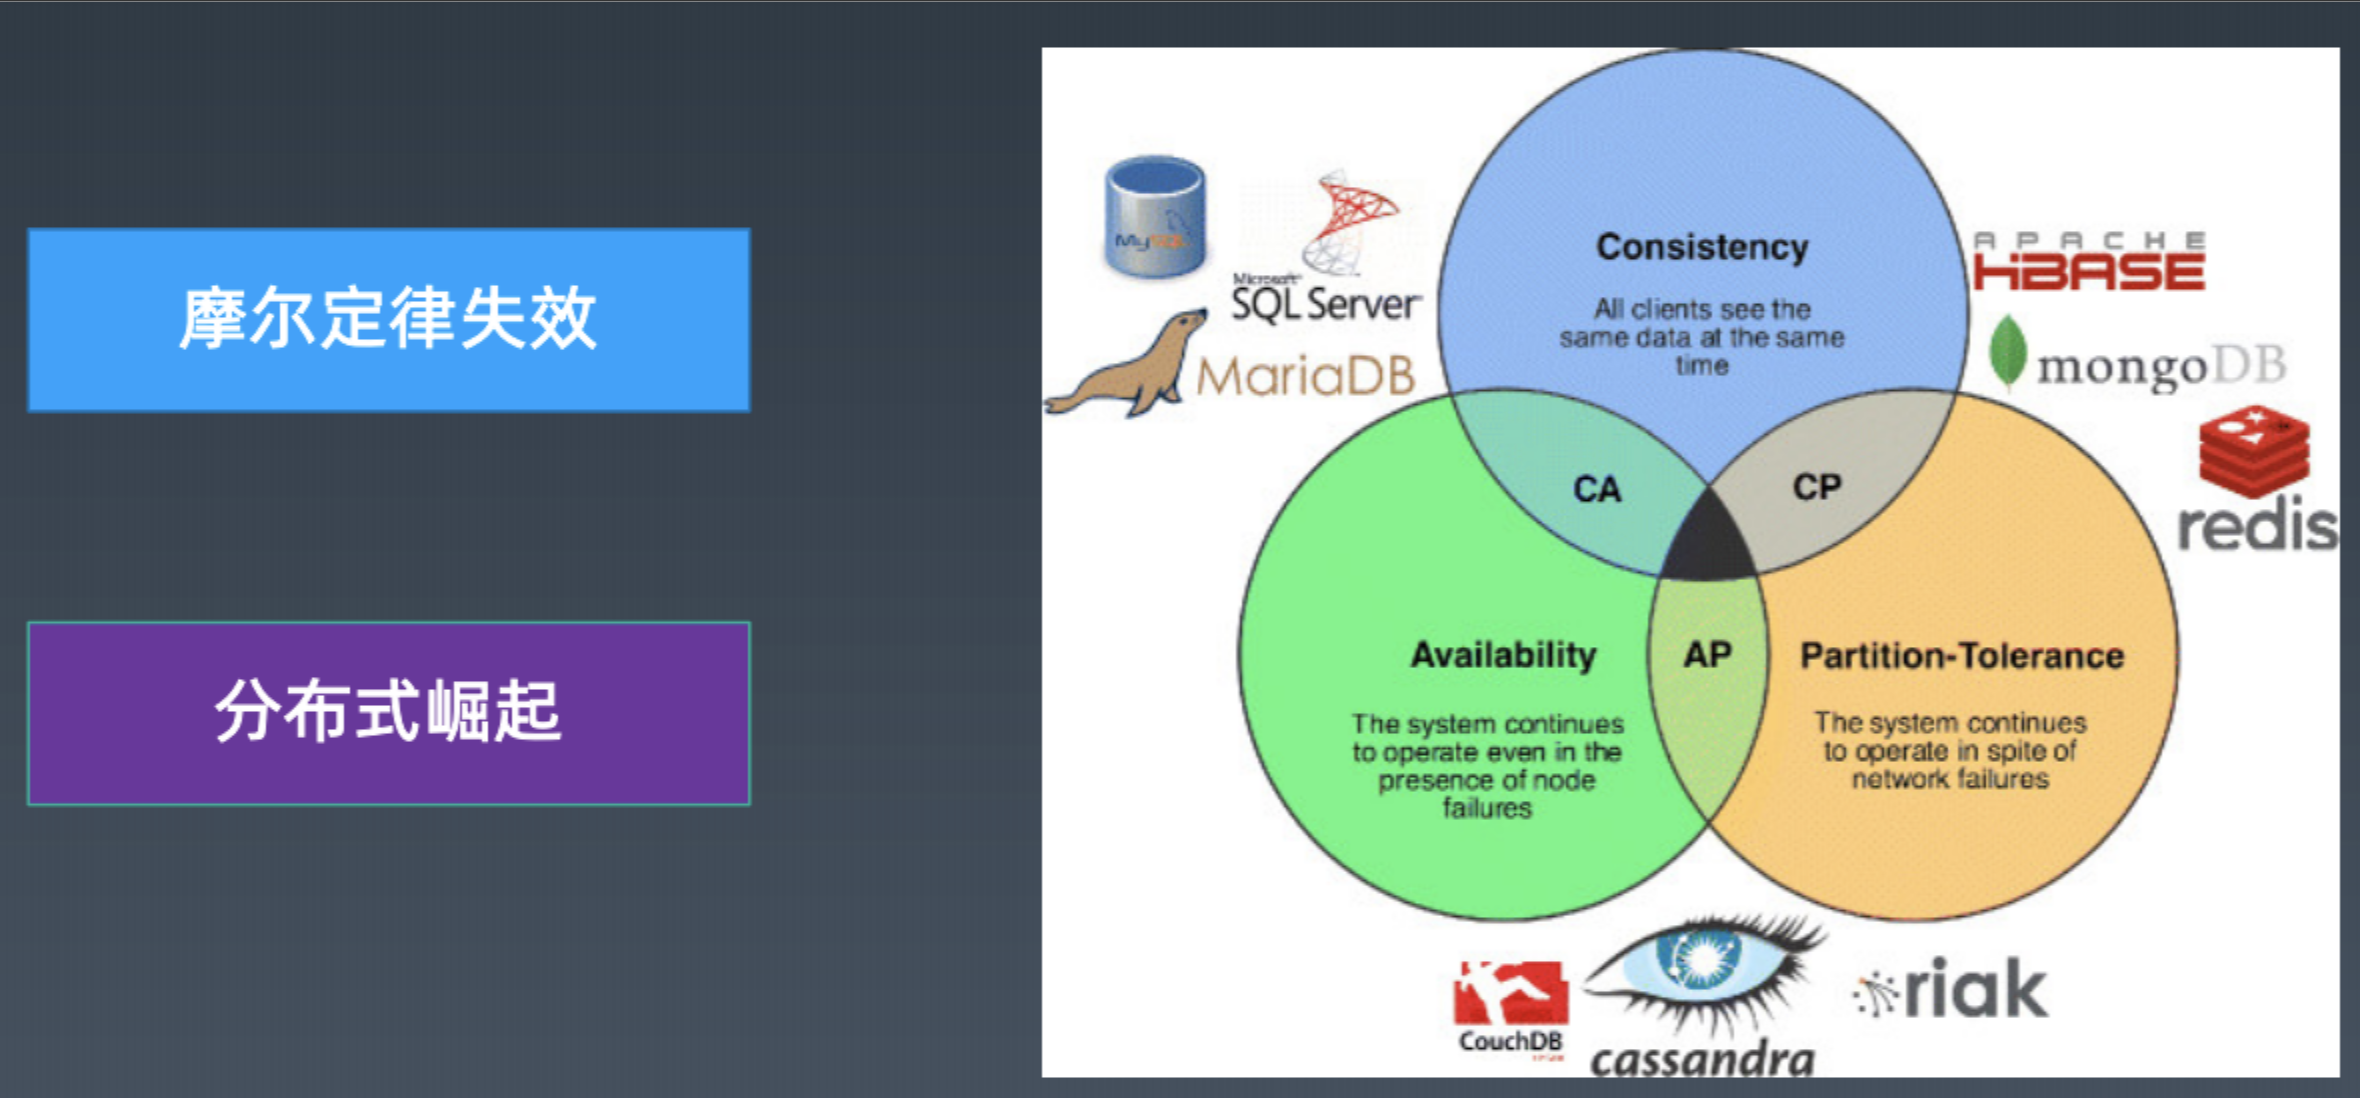 摩尔定律失效
分布式崛起
MySQL
Microsoft
SQL Server
MariaDB
Consistency
All clients see the
same data at the same
time
APACHE
HBASE
mongoDB
redis
CA
CP
AP
Availability
The system continues
to operate even in the
presence of node
failures
Partition-Tolerance
The system continues
to operate in spite of
network failures
CouchDB
cassandra
riak